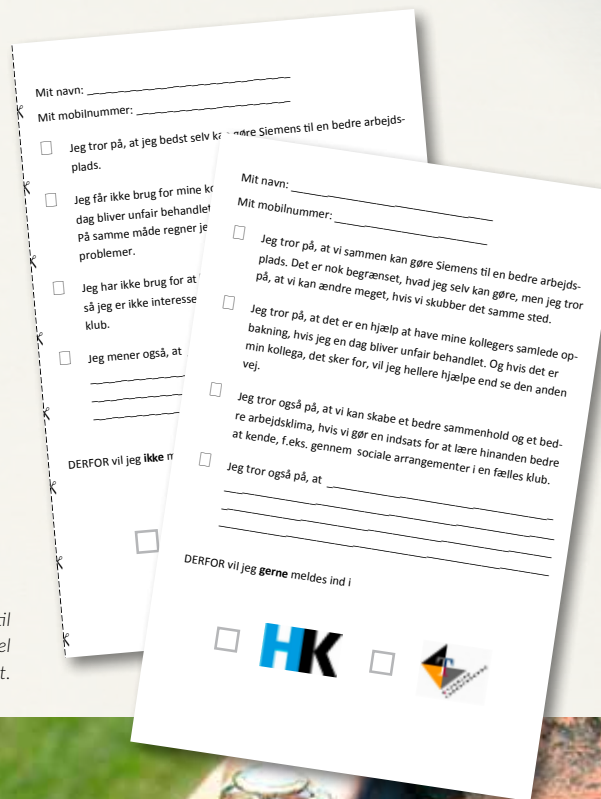 Mit navn:
Mit mobilnummer:
Jeg tror på, at jeg bedst selv kan gøre Siemens til en bedre arbejds-
plads.
Jeg får ikke brug for mine
dag bliver unfair behandlet
På samme måde regner
problemer.
Jeg har ikke brug for at
så jeg er ikke
klub.
Jeg mener også, at
DERFOR vil jeg ikke
Mit navn:
Mit mobilnummer:
Jeg tror på, at vi sammen kan gøre Siemens til en bedre arbejds-
plads. Det er nok begrænset, hvad jeg selv kan gøre, men jeg tror
på, at vi kan ændre meget, hvis vi skubber det samme sted.
Jeg tror på, at det er en hjælp at have mine kollegers samlede op-
bakning, hvis jeg en dag bliver unfair behandlet. Og hvis det er
min kollega, det sker for, vil jeg hellere hjælpe end se den anden
vej.
Jeg tror også på, at vi kan skabe et bedre sammenhold og et bed-
re arbejdsklima, hvis vi gør en indsats for at lære hinanden bedre
at kende, f.eks. gennem sociale arrangementer i en fælles klub.
Jeg tror også på, at
DERFOR vil jeg gerne meldes ind i
HK
T
til
el
t.